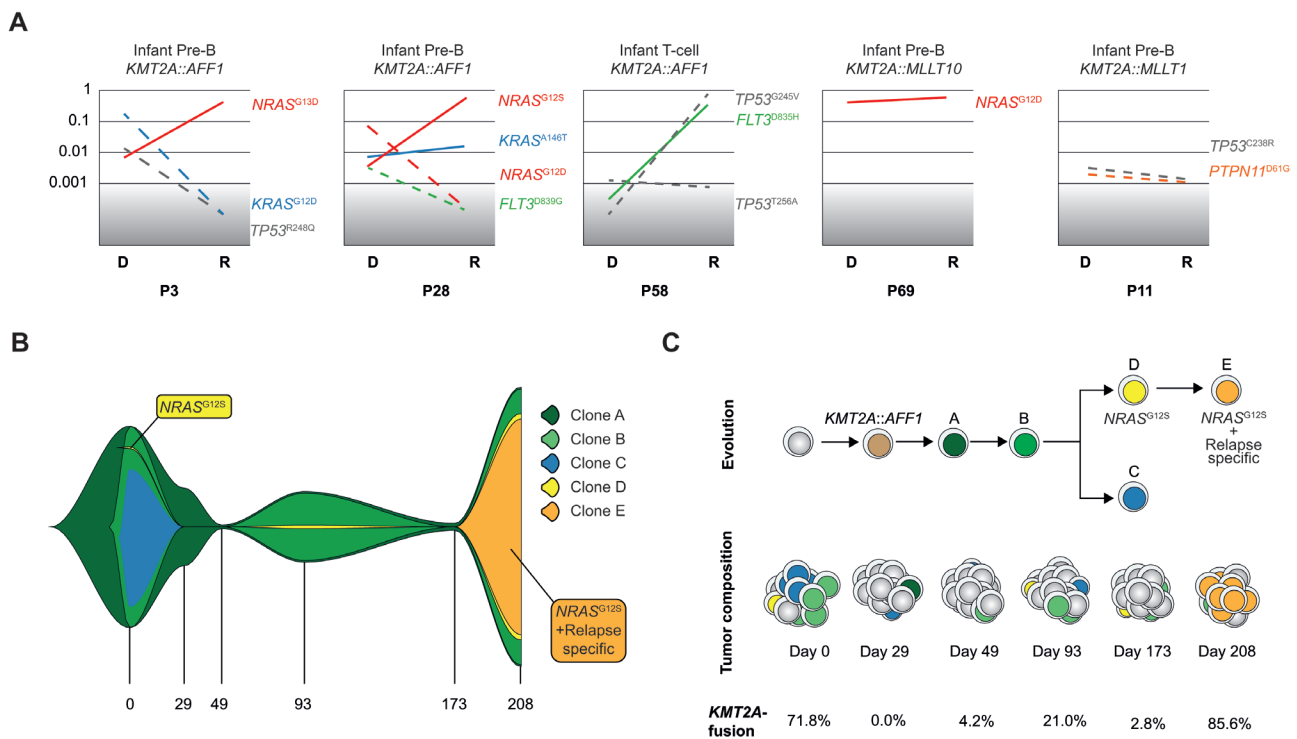 A
Infant Pre-B
KMT2A::AFF1
Infant Pre-B
KMT2A::AFF1
Infant T-cell
KMT2A::AFF1
Infant Pre-B
KMT2A::MLLT10
Infant Pre-B
KMT2A::MLLT1
1
0.1
0.01
0.001
NRASG13D
KRASG12D
TP53R248Q
D R
P3
NRASG12S
KRASA146T
NRASG12D
FLT3D839G
D R
P28
TP53G245V
FLT3D835H
TP53T256A
D R
P58
NRASG12D
D R
P69
TP53C238R
PTPN11D61G
D R
P11
B
NRASG12S
Clone A
Clone B
Clone C
Clone D
Clone E
NRASG12S
+Relapse
specific
0 29 49 93 173 208
C
Evolution
KMT2A::AFF1
A
B
D
NRASG12S
E
NRASG12S
+
Relapse
specific
C
Tumor composition
Day 0 Day 29 Day 49 Day 93 Day 173 Day 208
KMT2A-
fusion
71.8% 0.0% 4.2% 21.0% 2.8% 85.6%